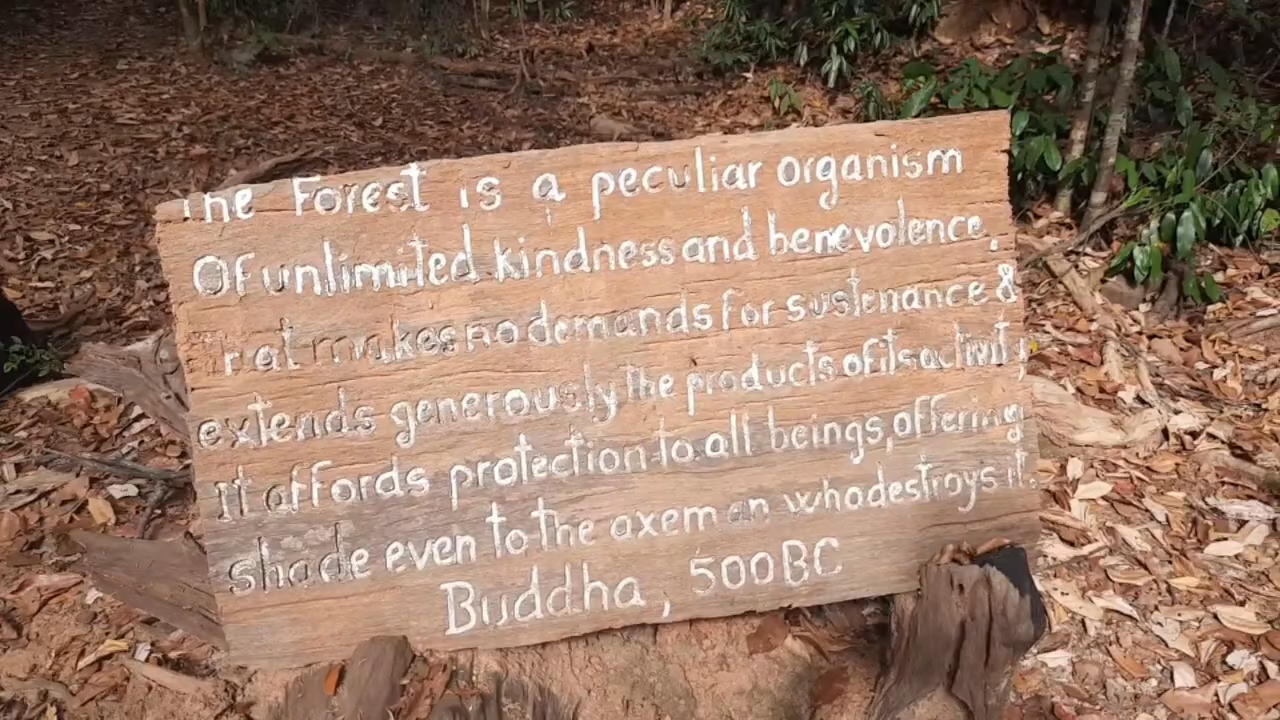 The Forest is a peculiar organism
Of unlimited kindness and benevolence.
That makes no demands for sustenance &
extends generously the products of its activity,
It affords protection to all beings, offering
shade even to the axeman who destroys it.
Buddha, 500BC